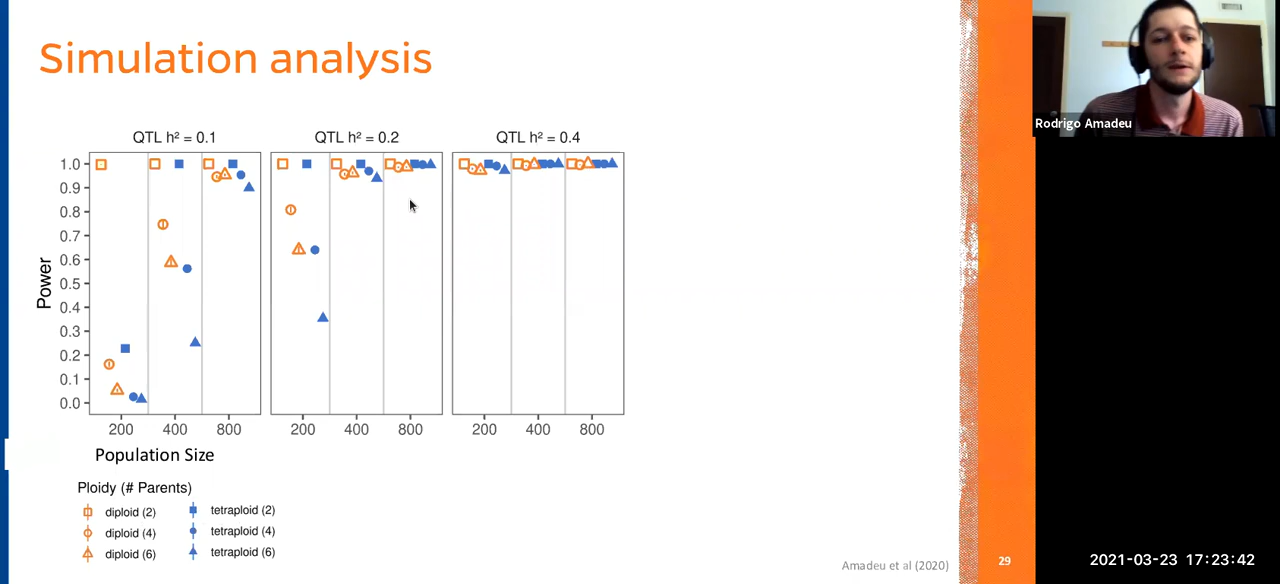 Simulation analysis
QTL h² = 0.1
QTL h² = 0.2
QTL h² = 0.4
Power
1.0
0.9
0.8
0.7
0.6
0.5
0.4
0.3
0.2
0.1
0.0
200 400 800
200 400 800
200 400 800
Population Size
Ploidy (# Parents)
diploid (2)
diploid (4)
diploid (6)
tetraploid (2)
tetraploid (4)
tetraploid (6)
Amadeu et al (2020)
29
Rodrigo Amadeu
2021-03-23 17:23:42